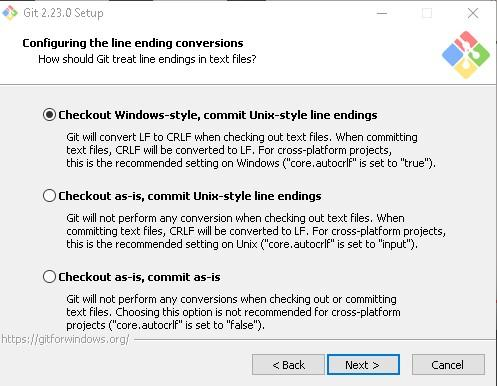 Git 2.23.0 Setup
Configuring the line ending conversions
How should Git treat line endings in text files?
Checkout Windows-style, commit Unix-style line endings
Git will convert LF to CRLF when checking out text files. When committing
text files, CRLF will be converted to LF. For cross-platform projects,
this is the recommended setting on Windows ("core.autocrlf" is set to "true").
Checkout as-is, commit Unix-style line endings
Git will not perform any conversion when checking out text files. When
committing text files, CRLF will be converted to LF. For cross-platform projects,
this is the recommended setting on Unix ("core.autocrlf" is set to "input").
Checkout as-is, commit as-is
Git will not perform any conversions when checking out or committing
text files. Choosing this option is not recommended for cross-platform
projects ("core.autocrlf" is set to "false").
https://gitforwindows.org/
< Back
Next >
Cancel